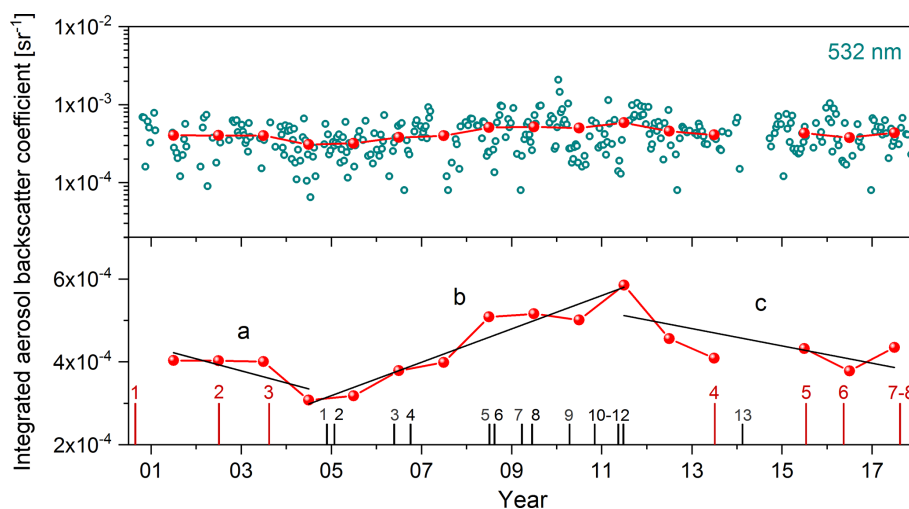 Integrated aerosol backscatter coefficient [sr⁻¹]
1x10⁻²
532 nm
1x10⁻³
1x10⁻⁴
6x10⁻⁴
b
a
c
4x10⁻⁴
1 2 3 1 2 3 4 5 6 7 8 9 10-1112 4 13 5 6 7-8
2x10⁻⁴
01 03 05 07 09 11 13 15 17
Year